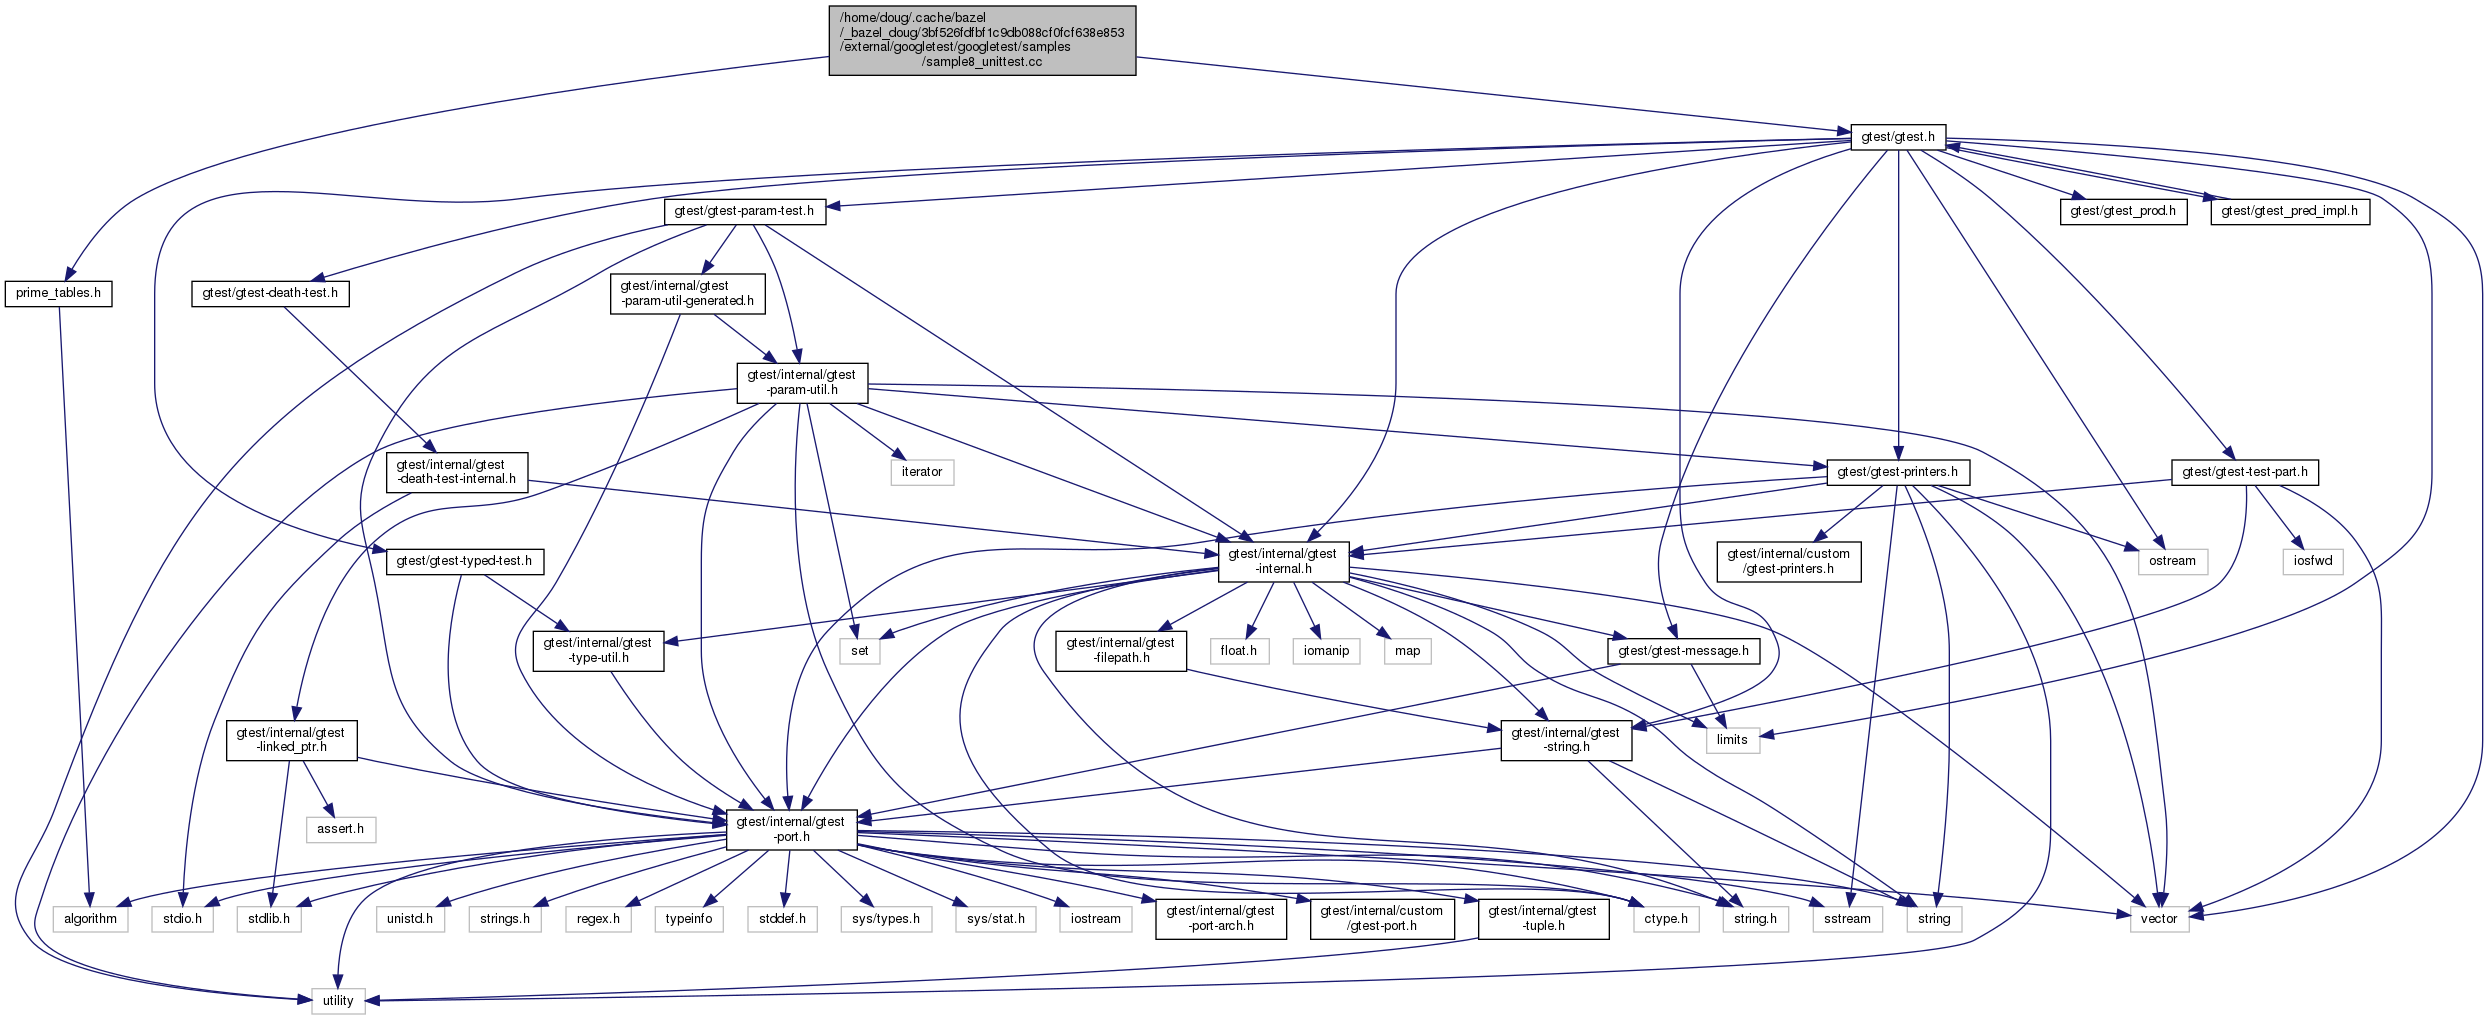 /home/doug/.cache/bazel
/_bazel_doug/3bf526fdfbf1c9db088cf0fcf638e853
/external/googletest/googletest/samples
/sample8_unittest.cc
gtest/gtest.h
gtest/gtest-param-test.h
gtest/gtest_prod.h
gtest/gtest_pred_impl.h
prime_tables.h
gtest/gtest-death-test.h
gtest/internal/gtest
-param-util-generated.h
gtest/internal/gtest
-param-util.h
gtest/internal/gtest
-death-test-internal.h
iterator
gtest/gtest-printers.h
gtest/gtest-test-part.h
gtest/gtest-typed-test.h
gtest/internal/gtest
-internal.h
gtest/internal/custom
/gtest-printers.h
ostream
iosfwd
gtest/internal/gtest
-type-util.h
set
gtest/internal/gtest
-filepath.h
float.h
iomanip
map
gtest/gtest-message.h
gtest/internal/gtest
-linked_ptr.h
gtest/internal/gtest
-string.h
limits
assert.h
gtest/internal/gtest
-port.h
algorithm
stdio.h
stdlib.h
unistd.h
strings.h
regex.h
typeinfo
stddef.h
sys/types.h
sys/stat.h
iostream
gtest/internal/gtest
-port-arch.h
gtest/internal/custom
/gtest-port.h
gtest/internal/gtest
-tuple.h
ctype.h
string.h
sstream
string
vector
utility